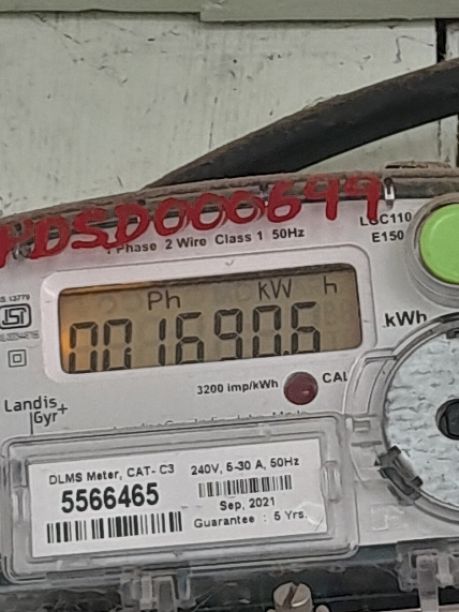 HDSD000699
1 Phase 2 Wire Class 1 50Hz
LGC110
E150
Ph kW h
001690.6
kWh
3200 imp/kWh
CAL
Landis
|Gyr+
DLMS Meter, CAT- C3
240V, 5-30 A, 50Hz
5566465
Sep, 2021
Guarantee : 5 Yrs.